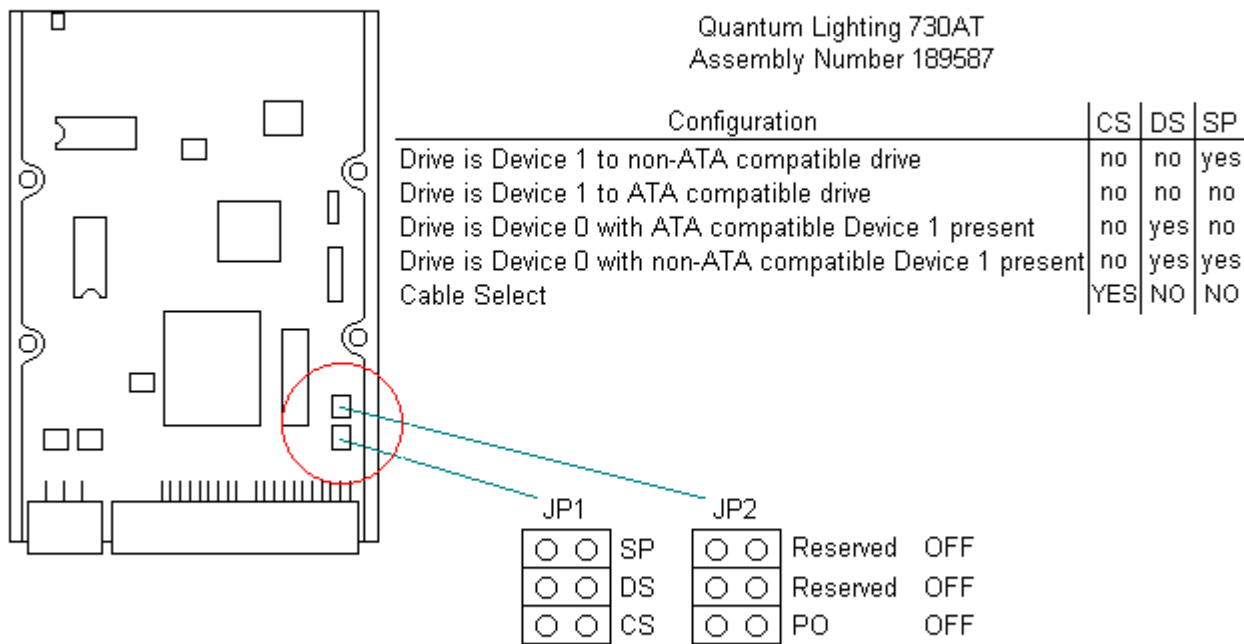 Quantum Lighting 730AT
Assembly Number 189587
Configuration CS DS SP
Drive is Device 1 to non-ATA compatible drive no no yes
Drive is Device 1 to ATA compatible drive no no no
Drive is Device 0 with ATA compatible Device 1 present no yes no
Drive is Device 0 with non-ATA compatible Device 1 present no yes yes
Cable Select YES NO NO
JP1 JP2
SP Reserved OFF
DS Reserved OFF
CS PO OFF